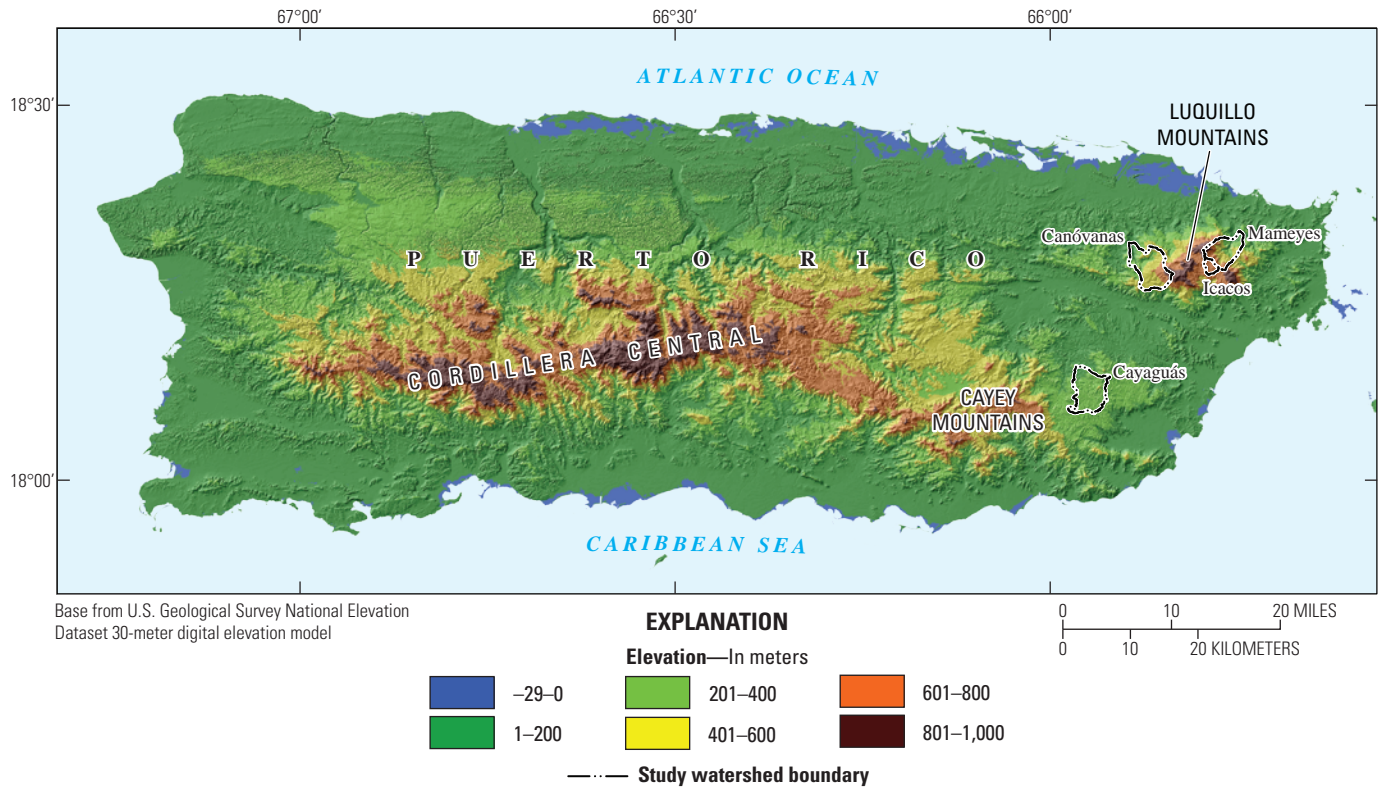 67°00'
66°30'
66°00'
18°30'
18°00'
ATLANTIC OCEAN
LUQUILLO
MOUNTAINS
Canóvanas
Mameyes
Icacos
PUERTO RICO
CORDILLERA CENTRAL
Cayaguás
CAYEY
MOUNTAINS
CARIBBEAN SEA
Base from U.S. Geological Survey National Elevation
Dataset 30-meter digital elevation model
0 10 20 MILES
0 10 20 KILOMETERS
EXPLANATION
Elevation—In meters
–29–0
201–400
601–800
1–200
401–600
801–1,000
Study watershed boundary